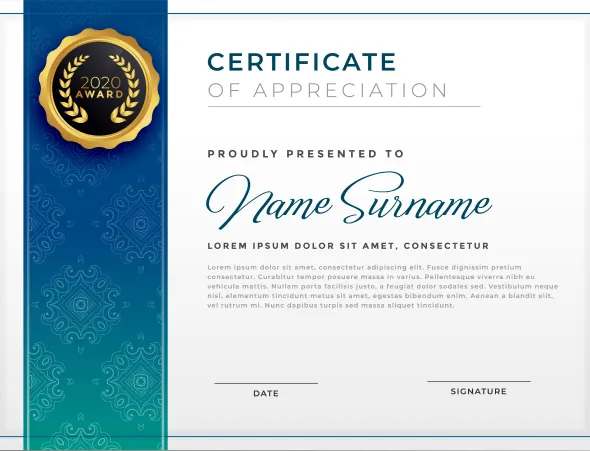 2020
AWARD
CERTIFICATE
OF APPRECIATION
PROUDLY PRESENTED TO
Name Surname
LOREM IPSUM DOLOR SIT AMET, CONSECTETUR
Lorem ipsum dolor sit amet, consectetur adipiscing elit. Fusce dignissim pretium
consectetur. Curabitur tempor posuere massa in varius. Pellentesque viverra nibh eu
vehicula mattis. Nullam porta facilisis justo, a feugiat dolor sodales sed. Vestibulum neque
nisi, elementum tincidunt metus sit amet, egestas bibendum enim. Aenean a blandit elit,
vel rutrum mi. Nunc dapibus turpis sed massa aliquet tincidunt.
DATE
SIGNATURE